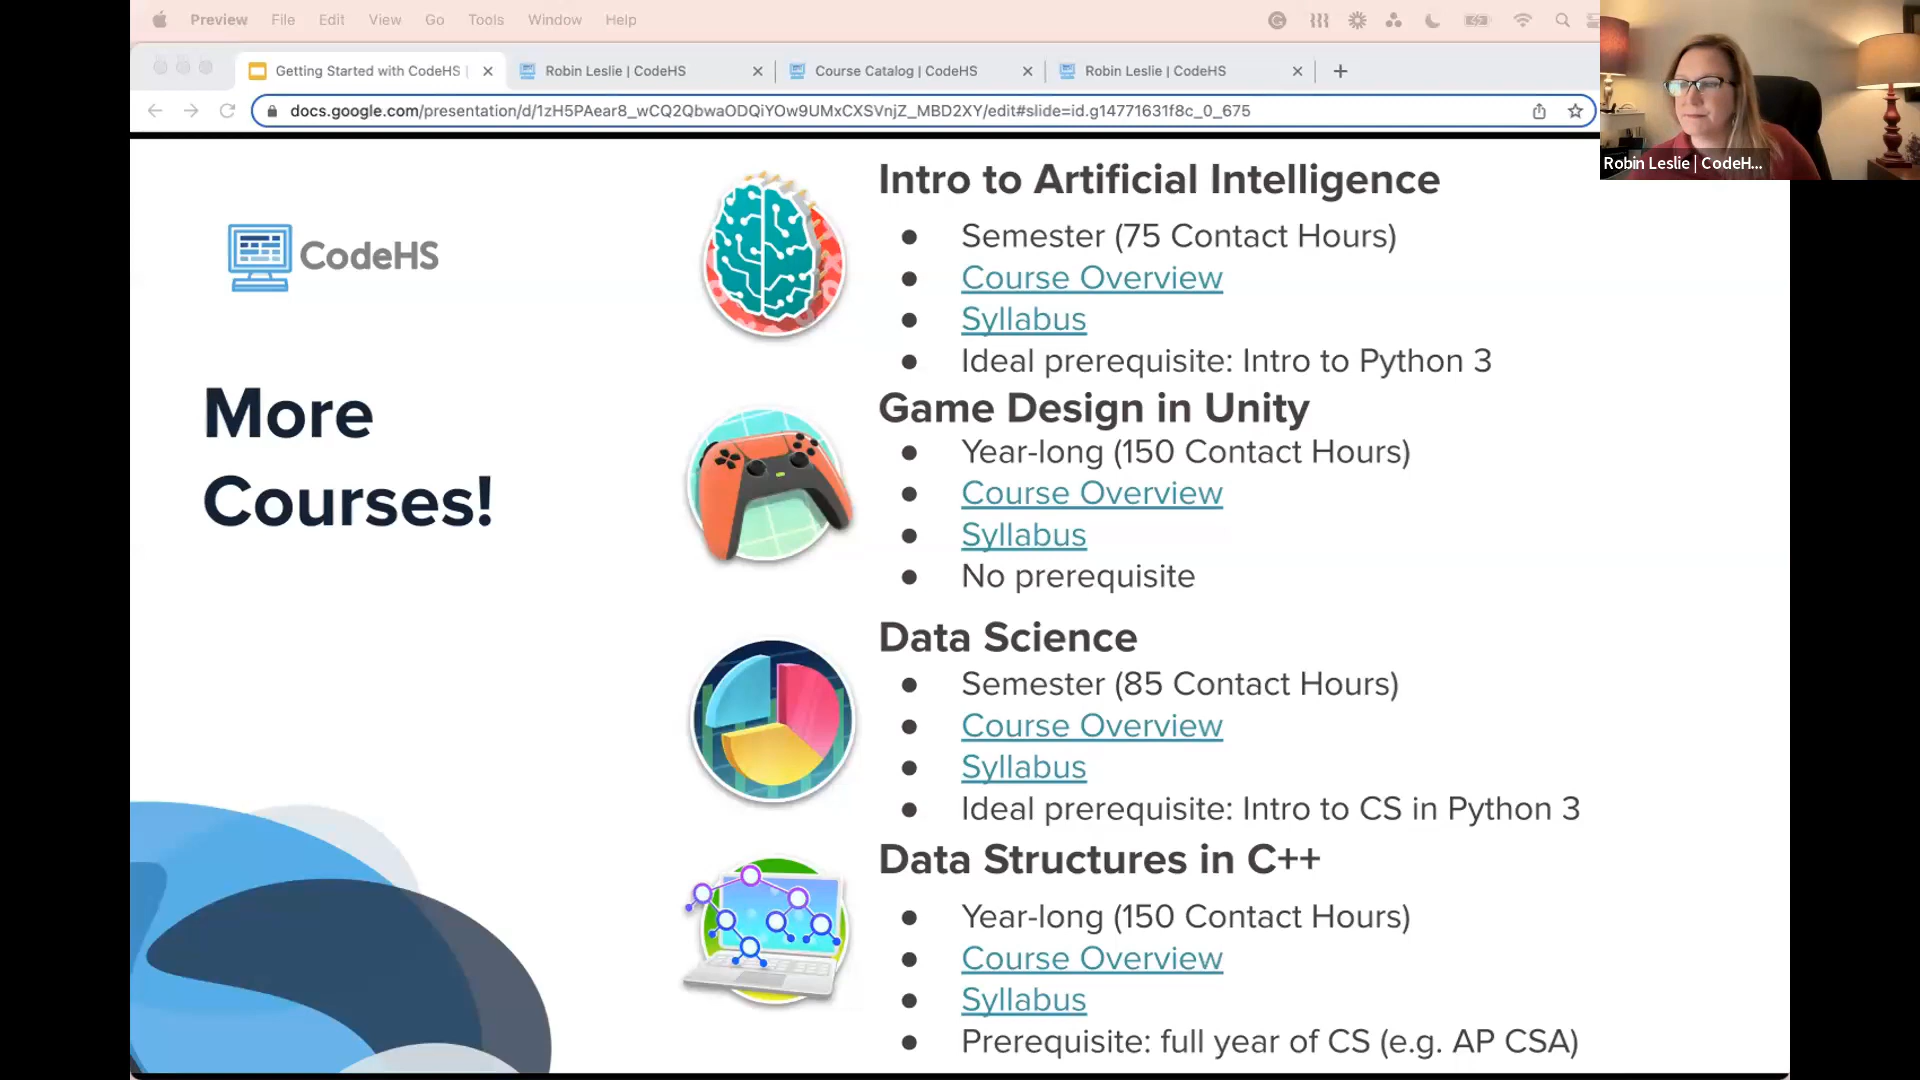 Preview File Edit View Go Tools Window Help
Getting Started with CodeHS | Robin Leslie | CodeHS Course Catalog | CodeHS Robin Leslie | CodeHS
docs.google.com/presentation/d/1zH5PAear8_wCQ2QbwaODQiYOw9UMxCXSVnjZ_MBD2XY/edit#slide=id.g14771631f8c_0_675
Robin Leslie | CodeH...
CodeHS
More
Courses!
Intro to Artificial Intelligence
● Semester (75 Contact Hours)
● Course Overview
● Syllabus
● Ideal prerequisite: Intro to Python 3
Game Design in Unity
● Year-long (150 Contact Hours)
● Course Overview
● Syllabus
● No prerequisite
Data Science
● Semester (85 Contact Hours)
● Course Overview
● Syllabus
● Ideal prerequisite: Intro to CS in Python 3
Data Structures in C++
● Year-long (150 Contact Hours)
● Course Overview
● Syllabus
● Prerequisite: full year of CS (e.g. AP CSA)